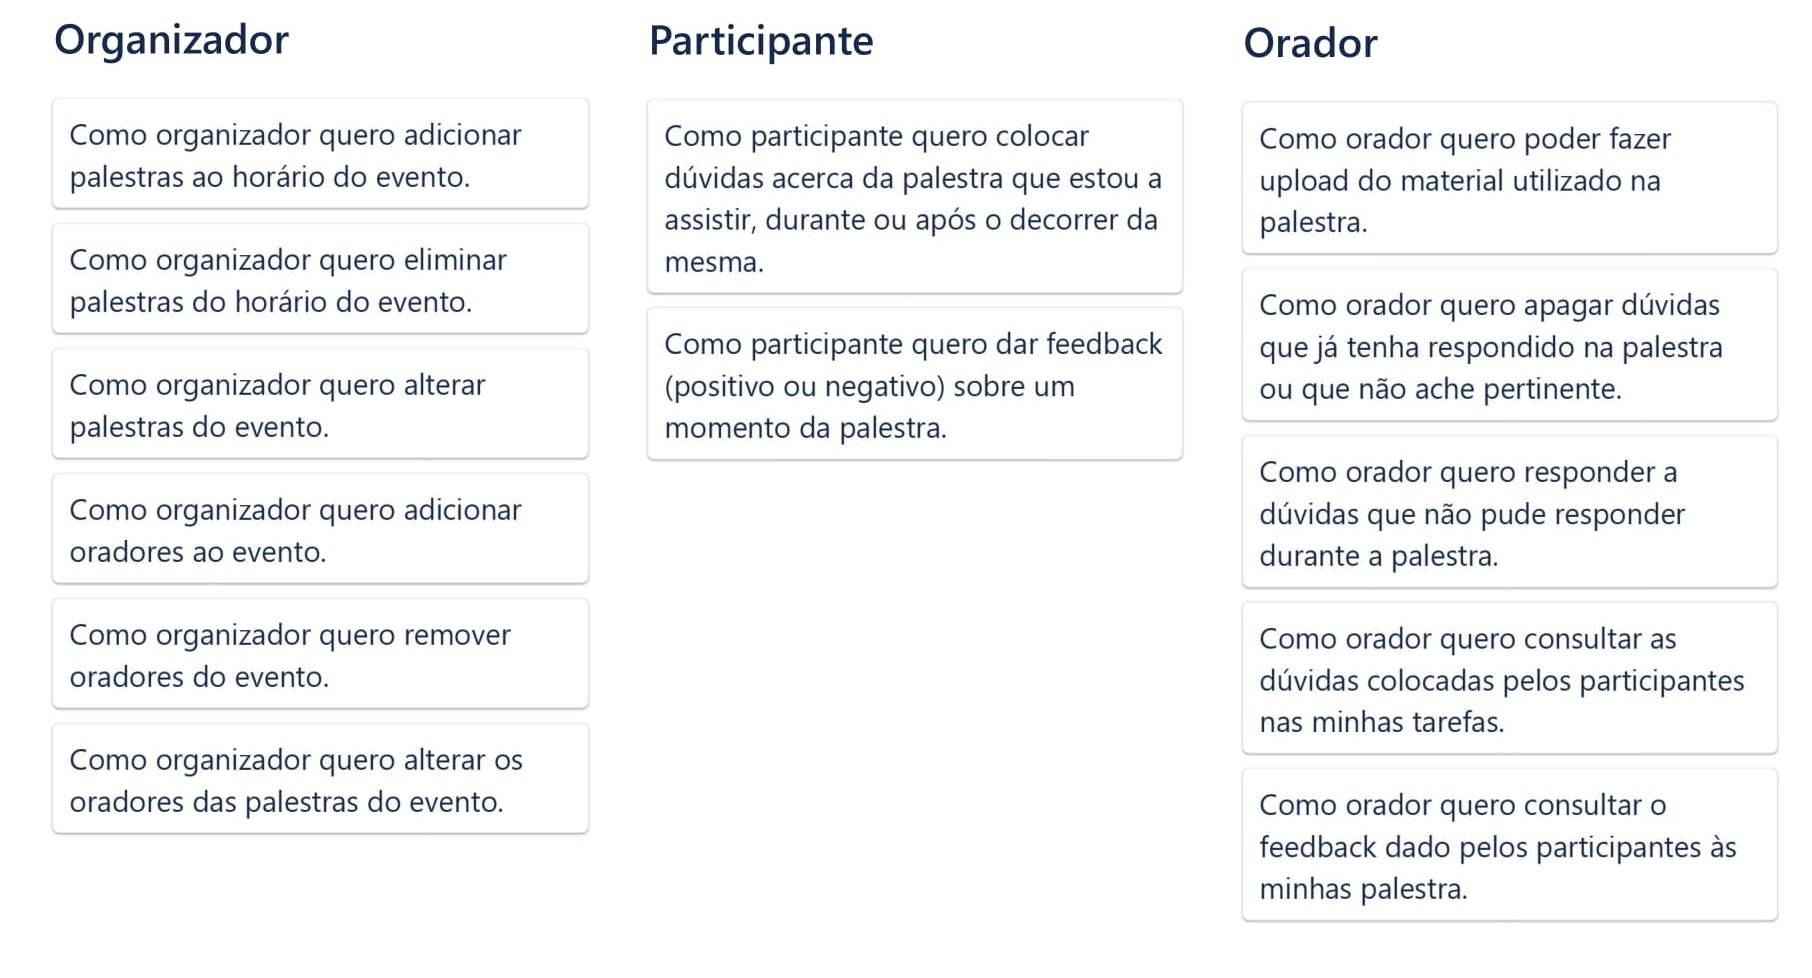 Organizador
Como organizador quero adicionar
palestras ao horário do evento.
Como organizador quero eliminar
palestras do horário do evento.
Como organizador quero alterar
palestras do evento.
Como organizador quero adicionar
oradores ao evento.
Como organizador quero remover
oradores do evento.
Como organizador quero alterar os
oradores das palestras do evento.
Participante
Como participante quero colocar
dúvidas acerca da palestra que estou a
assistir, durante ou após o decorrer da
mesma.
Como participante quero dar feedback
(positivo ou negativo) sobre um
momento da palestra.
Orador
Como orador quero poder fazer
upload do material utilizado na
palestra.
Como orador quero apagar dúvidas
que já tenha respondido na palestra
ou que não ache pertinente.
Como orador quero responder a
dúvidas que não pude responder
durante a palestra.
Como orador quero consultar as
dúvidas colocadas pelos participantes
nas minhas tarefas.
Como orador quero consultar o
feedback dado pelos participantes às
minhas palestra.